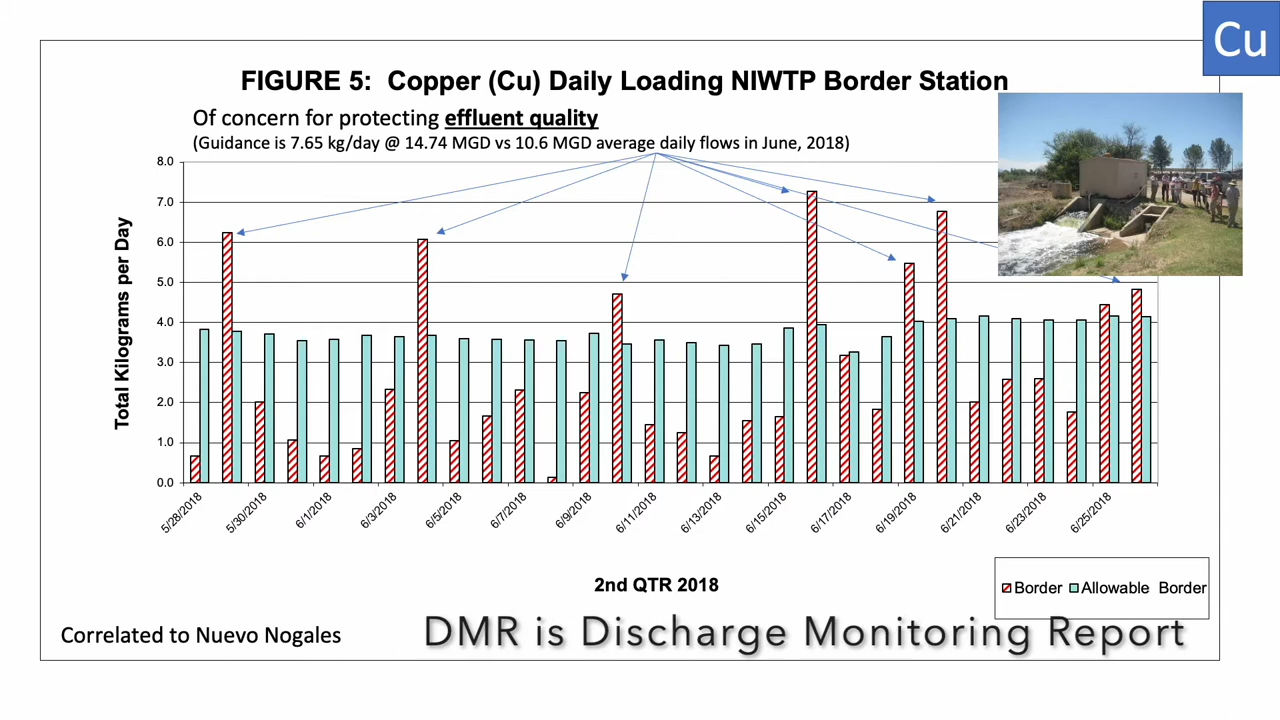 Cu
FIGURE 5: Copper (Cu) Daily Loading NIWTP Border Station
Of concern for protecting effluent quality
(Guidance is 7.65 kg/day @ 14.74 MGD vs 10.6 MGD average daily flows in June, 2018)
Total Kilograms per Day
8.0
7.0
6.0
5.0
4.0
3.0
2.0
1.0
0.0
5/28/2018
5/30/2018
6/1/2018
6/3/2018
6/5/2018
6/7/2018
6/9/2018
6/11/2018
6/13/2018
6/15/2018
6/17/2018
6/19/2018
6/21/2018
6/23/2018
6/25/2018
2nd QTR 2018
Border Allowable Border
Correlated to Nuevo Nogales
DMR is Discharge Monitoring Report